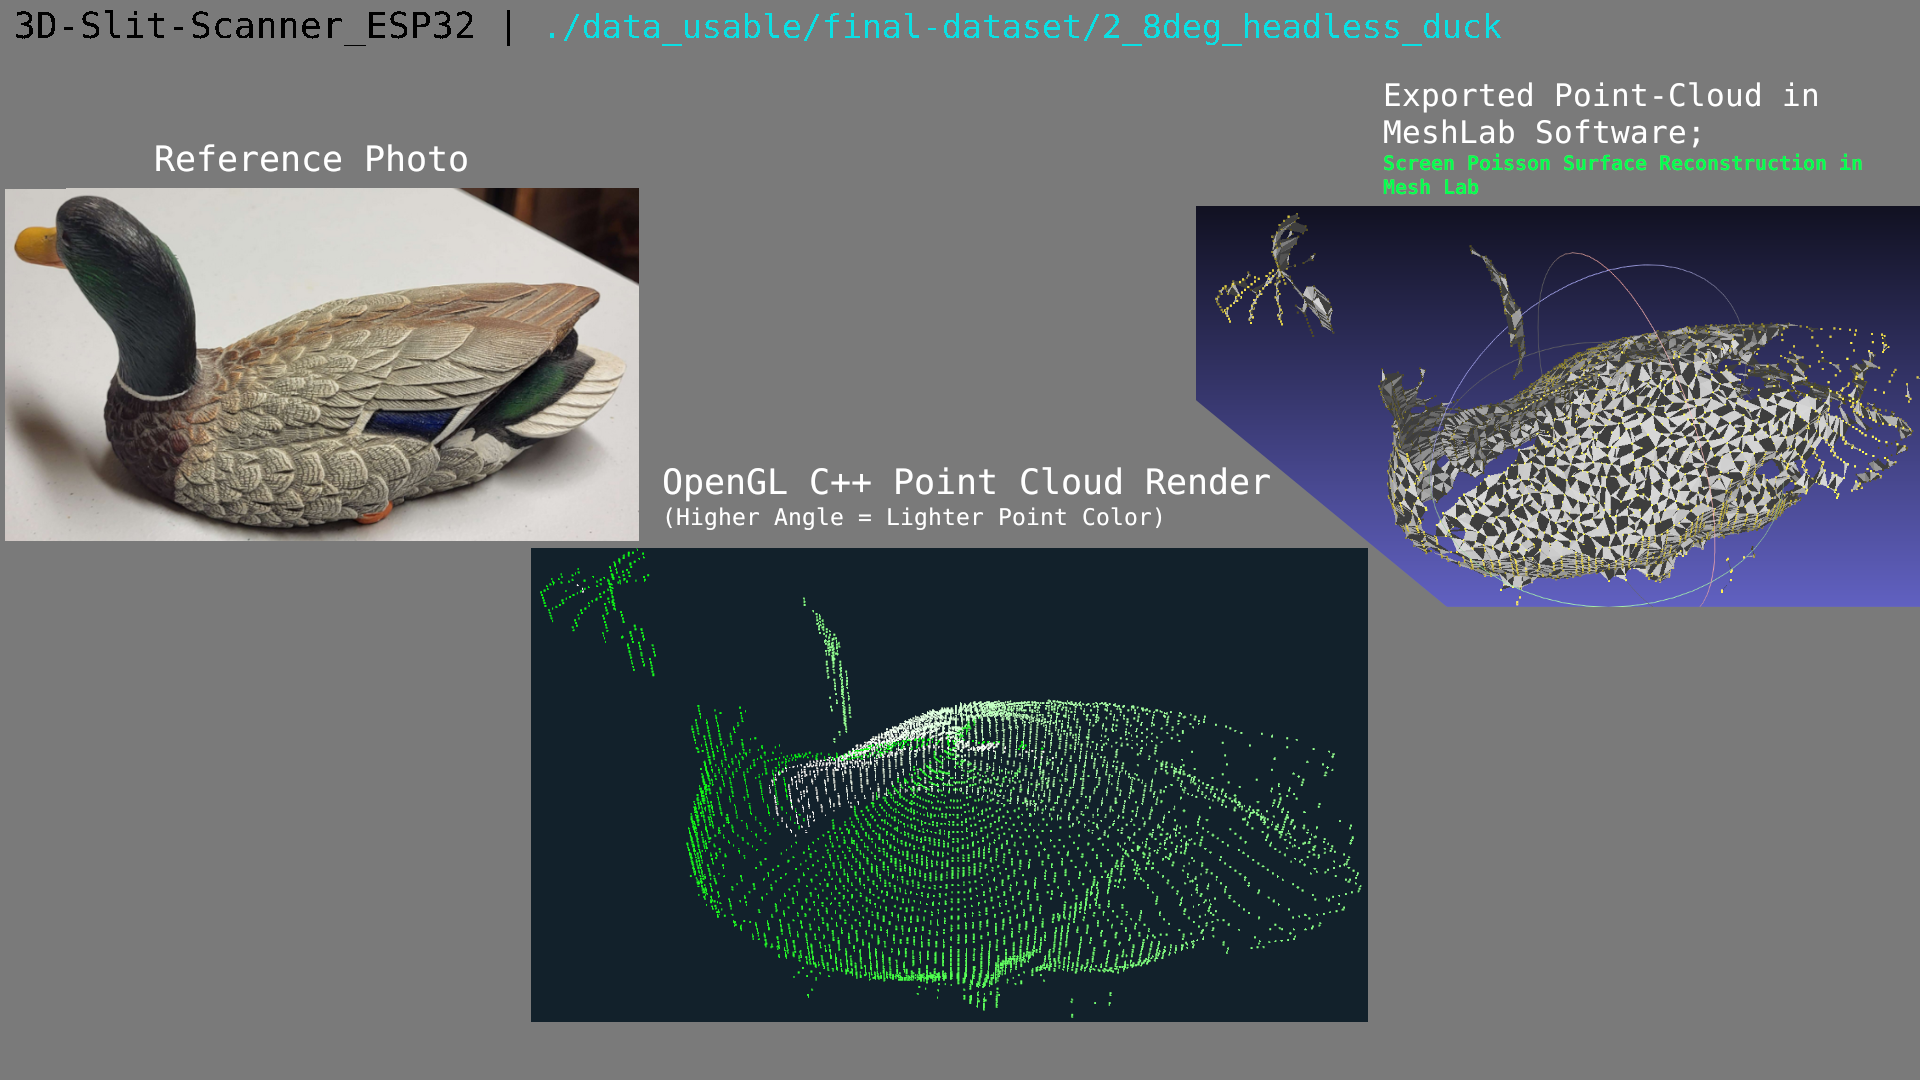 3D-Slit-Scanner_ESP32 | ./data_usable/final-dataset/2_8deg_headless_duck
Reference Photo
Exported Point-Cloud in
MeshLab Software;
Screen Poisson Surface Reconstruction in
Mesh Lab
OpenGL C++ Point Cloud Render
(Higher Angle = Lighter Point Color)